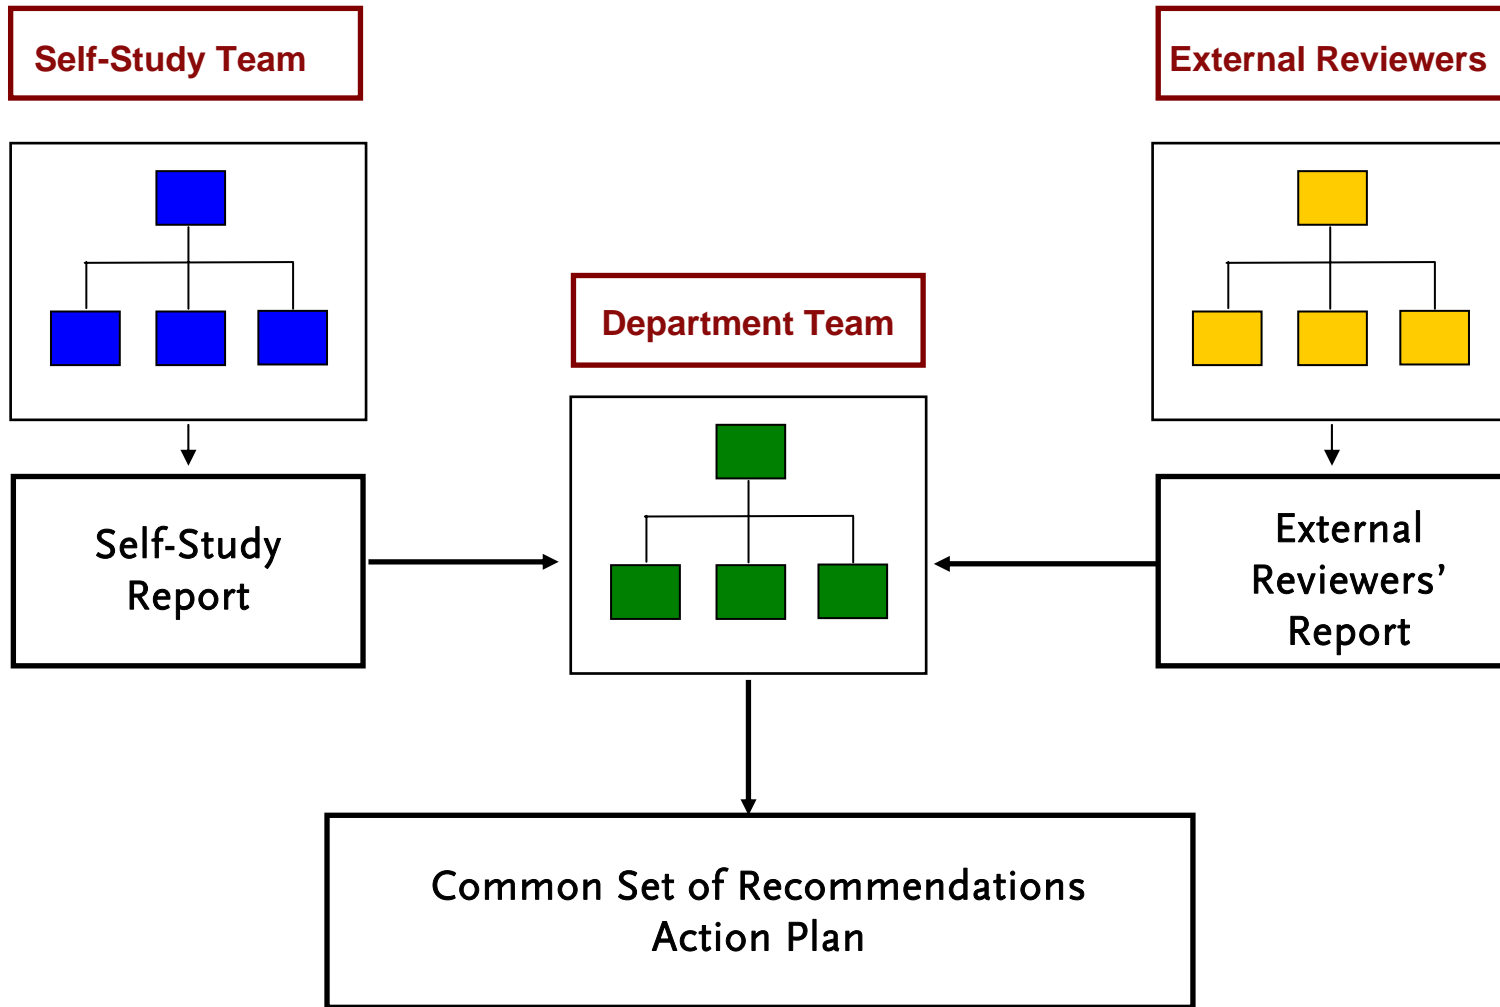 Self-Study Team
External Reviewers
Department Team
Self-Study
Report
External
Reviewers’
Report
Common Set of Recommendations
Action Plan